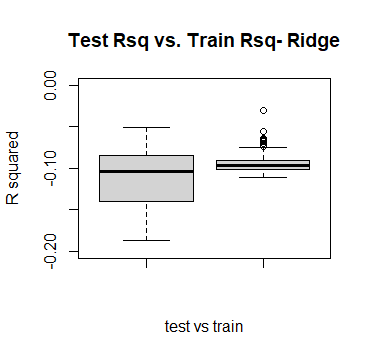 Test Rsq vs. Train Rsq- Ridge
0.00
-0.10
-0.20
R squared
test vs train